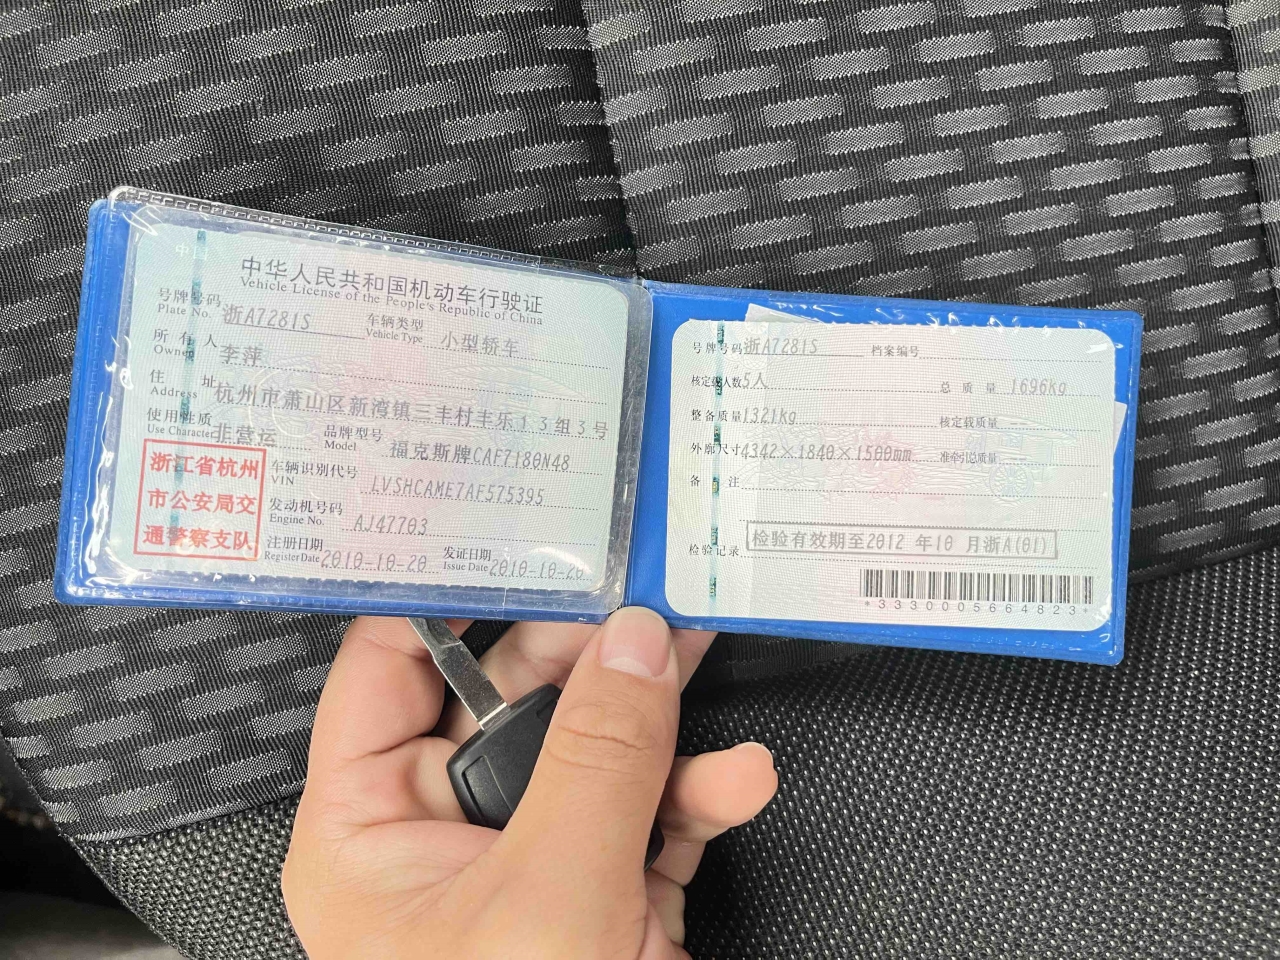 中华人民共和国机动车行驶证
Vehicle License of the People's Republic of China
号牌号码 浙A7281S 车辆类型 小型轿车
Plate No. Vehicle Type
所有人 李萍
Owner
住址 杭州市萧山区新湾镇三丰村丰乐13组3号
Address
使用性质 非营运 品牌型号 福克斯牌CAF7180N48
Use Character Model
浙江省杭州
市公安局交
通警察支队
车辆识别代号 LVSHCAME7AF575395
VIN
发动机号码 AJ47703
Engine No.
注册日期 2010-10-20 发证日期 2010-10-20
Register Date Issue Date
号牌号码 浙A7281S 档案编号
核定载人数 5人 总质量 1696kg
整备质量 1321kg 核定载质量 --
外廓尺寸 4342×1840×1500mm 准牵引总质量 --
备注
检验记录 检验有效期至2012 年10 月浙A(01)
*3330005664823*